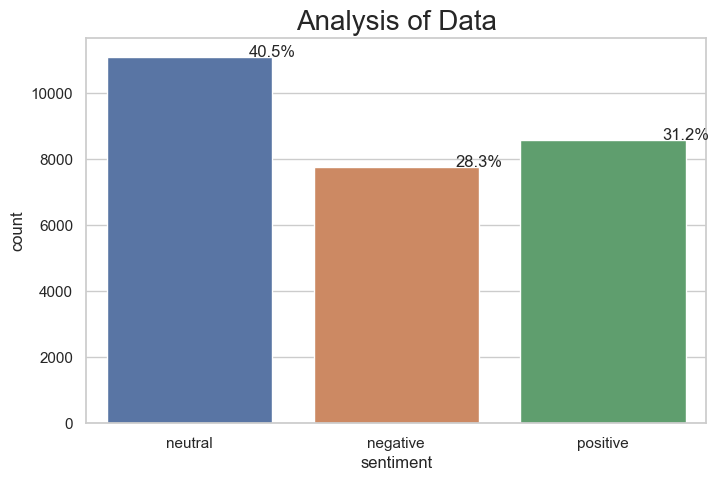 Analysis of Data
40.5%
31.2%
28.3%
10000
8000
6000
4000
2000
0
count
neutral negative positive
sentiment